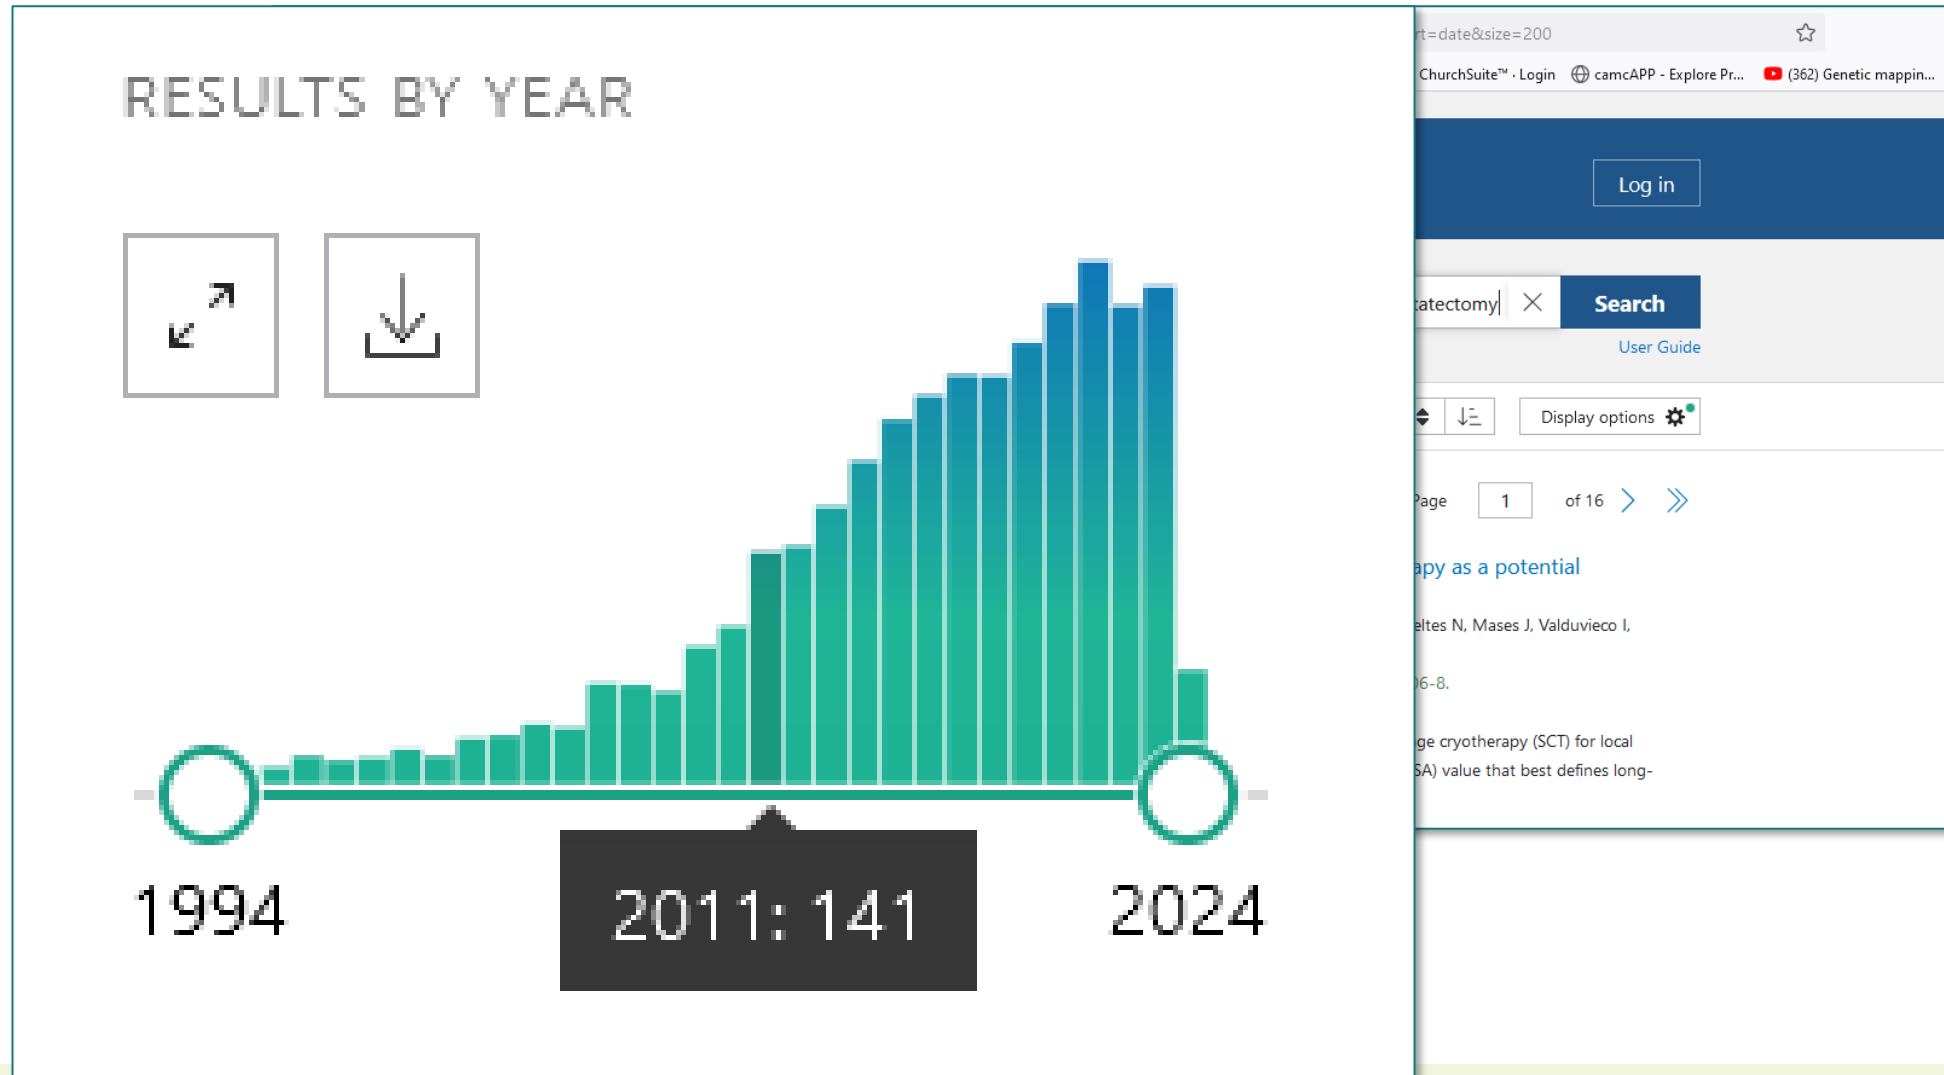 RESULTS BY YEAR
1994
2011: 141
2024
rt=date&size=200
ChurchSuite™ · Login camcAPP - Explore Pr... (362) Genetic mappin...
Log in
tatectomy Search
User Guide
Display options
Page 1 of 16
apy as a potential
eltes N, Mases J, Valduvieco I,
06-8.
ge cryotherapy (SCT) for local
SA) value that best defines long-